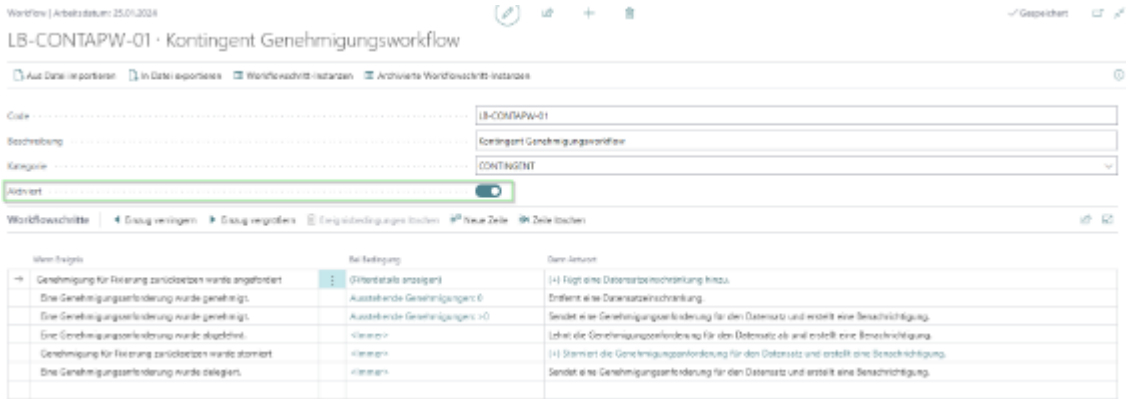 Workflow | Arbeitsdatum: 25.01.2024
Gespeichert
LB-CONTAPW-01 · Kontingent Genehmigungsworkflow
Aus Datei importieren In Datei exportieren Workflowschritt-Instanzen Archivierte Workflowschritt-Instanzen
Code LB-CONTAPW-01
Beschreibung Kontingent Genehmigungsworkflow
Kategorie CONTINGENT
Aktiviert
Workflowschritte Einzug verringern Einzug vergrößern Ereignisbedingungen löschen Neue Zeile Zeile löschen
Wenn Ereignis Bei Bedingung Dann Antwort
Genehmigung für Fixierung zurücksetzen wurde angefordert (Filterdetails anzeigen) (+) Fügt eine Datensatzeinschränkung hinzu.
Eine Genehmigungsanforderung wurde genehmigt. Ausstehende Genehmigungen: 0 Entfernt eine Datensatzeinschränkung.
Eine Genehmigungsanforderung wurde genehmigt. Ausstehende Genehmigungen: >0 Sendet eine Genehmigungsanforderung für den Datensatz und erstellt eine Benachrichtigung.
Eine Genehmigungsanforderung wurde abgelehnt. <Immer> Lehnt die Genehmigungsanforderung für den Datensatz ab und erstellt eine Benachrichtigung.
Genehmigung für Fixierung zurücksetzen wurde storniert <Immer> (+) Storniert die Genehmigungsanforderung für den Datensatz und erstellt eine Benachrichtigung.
Eine Genehmigungsanforderung wurde delegiert. <Immer> Sendet eine Genehmigungsanforderung für den Datensatz und erstellt eine Benachrichtigung.